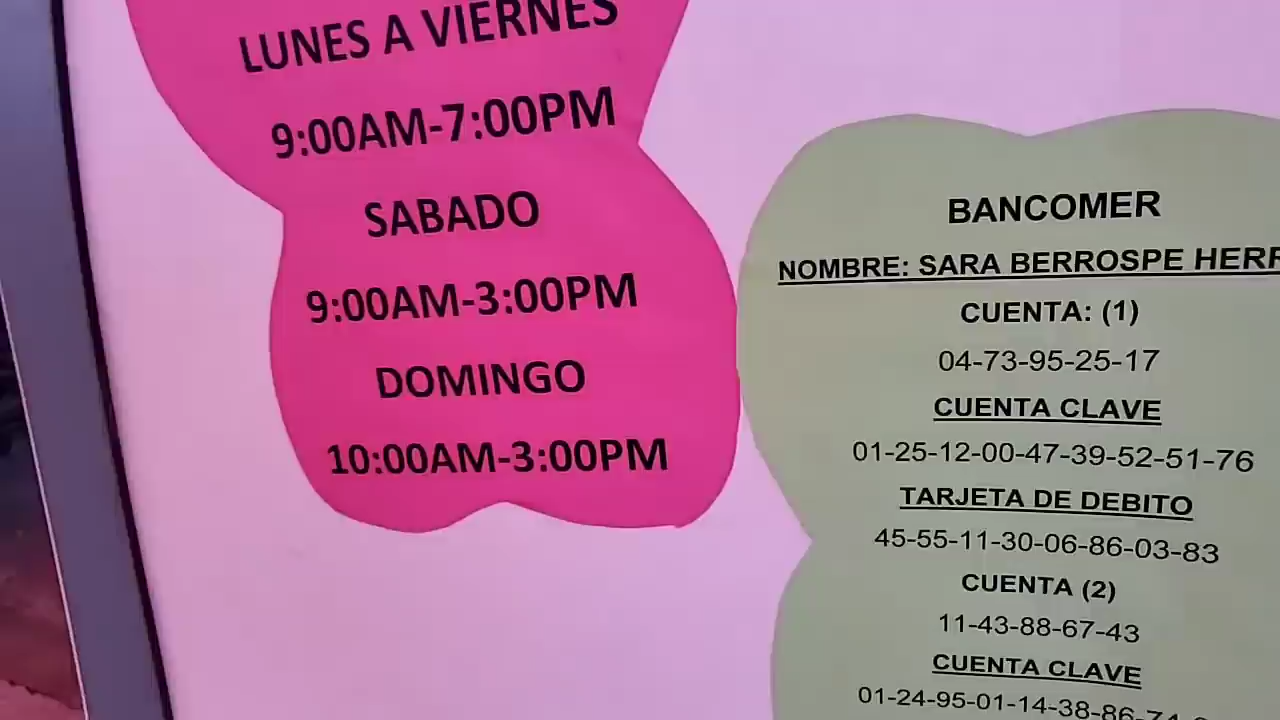 LUNES A VIERNES
9:00AM-7:00PM
SABADO
9:00AM-3:00PM
DOMINGO
10:00AM-3:00PM
BANCOMER
NOMBRE: SARA BERROSPE
CUENTA: (1)
04-73-95-25-17
CUENTA CLAVE
01-25-12-00-47-39-52-51-76
TARJETA DE DEBITO
45-55-11-30-06-86-03-83
CUENTA (2)
11-43-88-67-43
CUENTA CLAVE
01-24-95-01-14-38-86